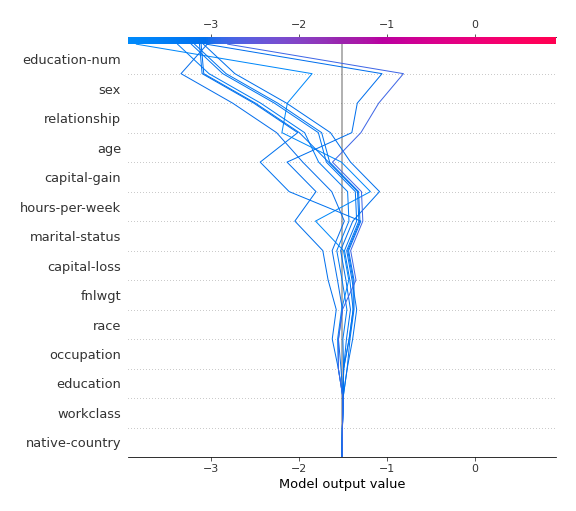 −3 −2 −1 0
education-num
sex
relationship
age
capital-gain
hours-per-week
marital-status
capital-loss
fnlwgt
race
occupation
education
workclass
native-country
−3 −2 −1 0
Model output value